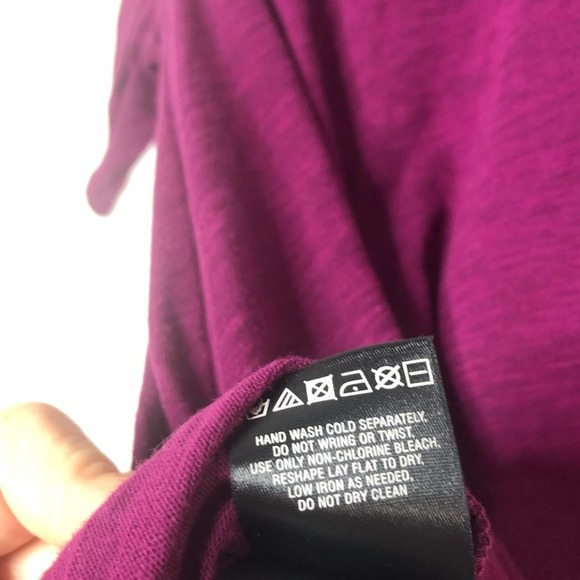 HAND WASH COLD SEPARATELY.
DO NOT WRING OR TWIST
USE ONLY NON-CHLORINE BLEACH.
RESHAPE LAY FLAT TO DRY.
LOW IRON AS NEEDED,
DO NOT DRY CLEAN